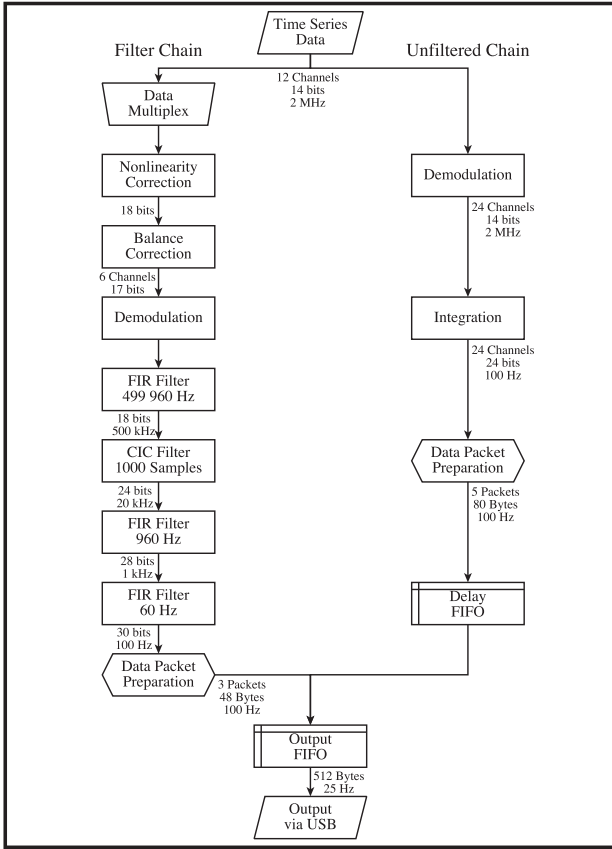 Time Series
Data
Filter Chain
Unfiltered Chain
12 Channels
14 bits
2 MHz
Data
Multiplex
Nonlinearity
Correction
18 bits
Balance
Correction
6 Channels
17 bits
Demodulation
FIR Filter
499 960 Hz
18 bits
500 kHz
CIC Filter
1000 Samples
24 bits
20 kHz
FIR Filter
960 Hz
28 bits
1 kHz
FIR Filter
60 Hz
30 bits
100 Hz
Data Packet
Preparation
3 Packets
48 Bytes
100 Hz
Demodulation
24 Channels
14 bits
2 MHz
Integration
24 Channels
24 bits
100 Hz
Data Packet
Preparation
5 Packets
80 Bytes
100 Hz
Delay
FIFO
Output
FIFO
512 Bytes
25 Hz
Output
via USB